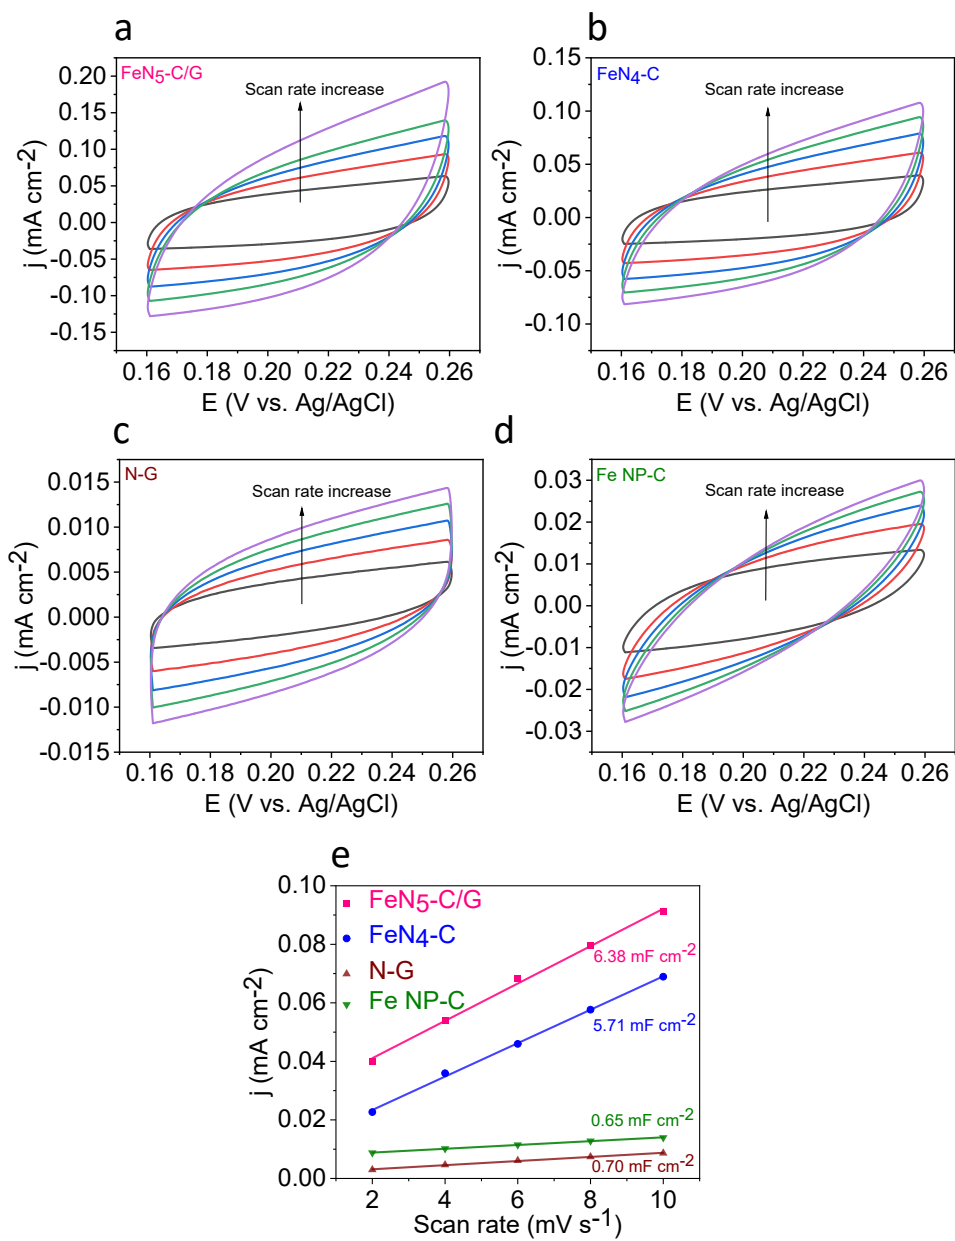 a
FeN5-C/G
Scan rate increase
0.20
0.15
0.10
0.05
0.00
-0.05
-0.10
-0.15
j (mA cm-2)
0.16 0.18 0.20 0.22 0.24 0.26
E (V vs. Ag/AgCl)
b
FeN4-C
Scan rate increase
0.15
0.10
0.05
0.00
-0.05
-0.10
j (mA cm-2)
0.16 0.18 0.20 0.22 0.24 0.26
E (V vs. Ag/AgCl)
c
N-G
Scan rate increase
0.015
0.010
0.005
0.000
-0.005
-0.010
-0.015
j (mA cm-2)
0.16 0.18 0.20 0.22 0.24 0.26
E (V vs. Ag/AgCl)
d
Fe NP-C
Scan rate increase
0.03
0.02
0.01
0.00
-0.01
-0.02
-0.03
j (mA cm-2)
0.16 0.18 0.20 0.22 0.24 0.26
E (V vs. Ag/AgCl)
e
FeN5-C/G
FeN4-C
N-G
Fe NP-C
6.38 mF cm-2
5.71 mF cm-2
0.65 mF cm-2
0.70 mF cm-2
0.10
0.08
0.06
0.04
0.02
0.00
j (mA cm-2)
2 4 6 8 10
Scan rate (mV s-1)